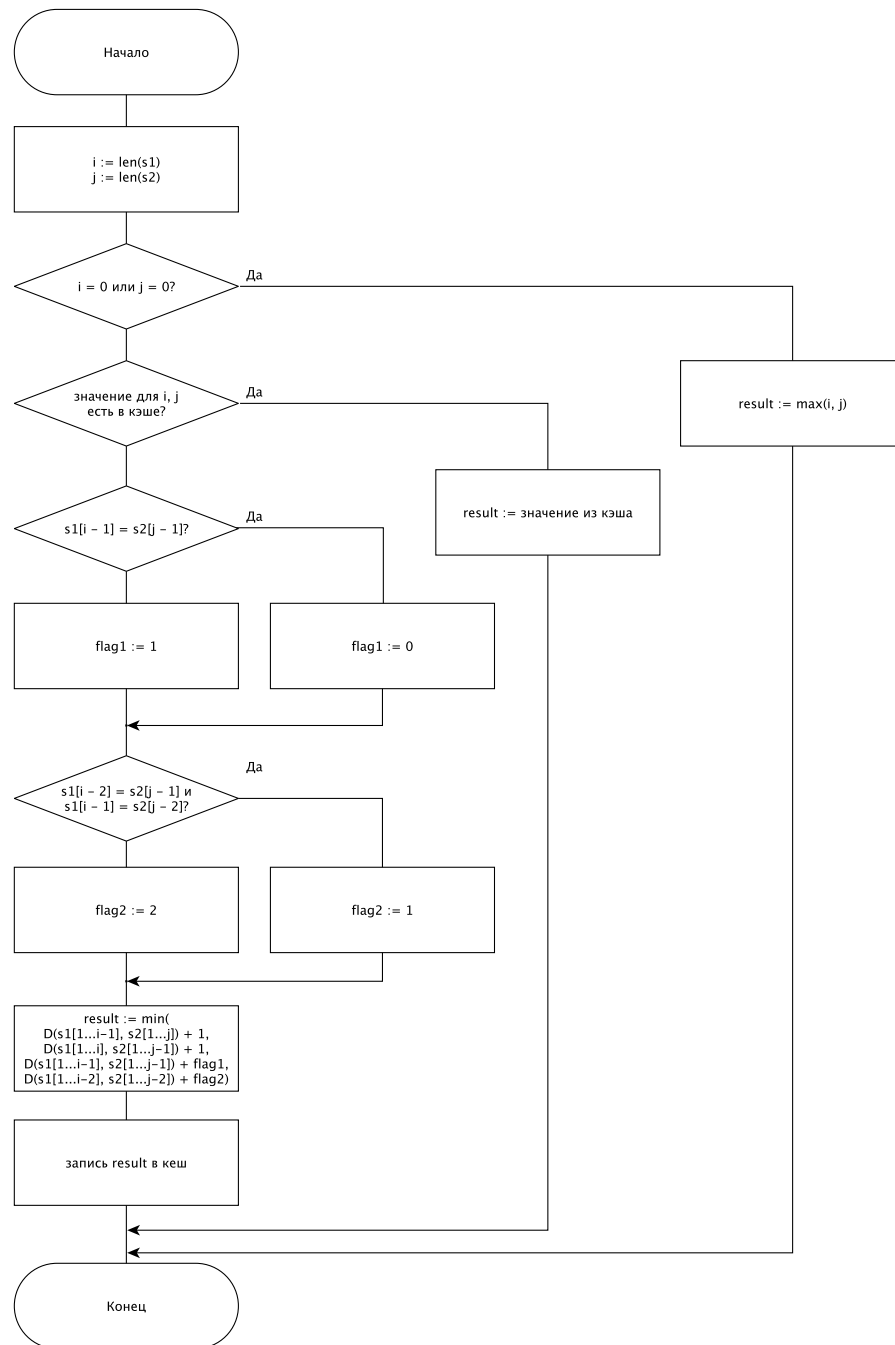 Начало
i := len(s1)
j := len(s2)
i = 0 или j = 0?
Да
значение для i, j
есть в кэше?
Да
result := max(i, j)
s1[i – 1] = s2[j – 1]?
Да
result := значение из кэша
flag1 := 1
flag1 := 0
s1[i – 2] = s2[j – 1] и
s1[i – 1] = s2[j – 2]?
Да
flag2 := 2
flag2 := 1
result := min(
D(s1[1...i–1], s2[1...j]) + 1,
D(s1[1...i], s2[1...j–1]) + 1,
D(s1[1...i–1], s2[1...j–1]) + flag1,
D(s1[1...i–2], s2[1...j–2]) + flag2)
запись result в кеш
Конец